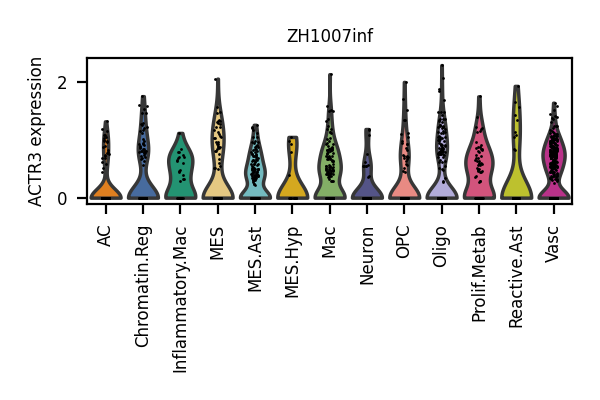 ZH1007inf
ACTR3 expression
2
0
AC
Chromatin.Reg
Inflammatory.Mac
MES
MES.Ast
MES.Hyp
Mac
Neuron
OPC
Oligo
Prolif.Metab
Reactive.Ast
Vasc